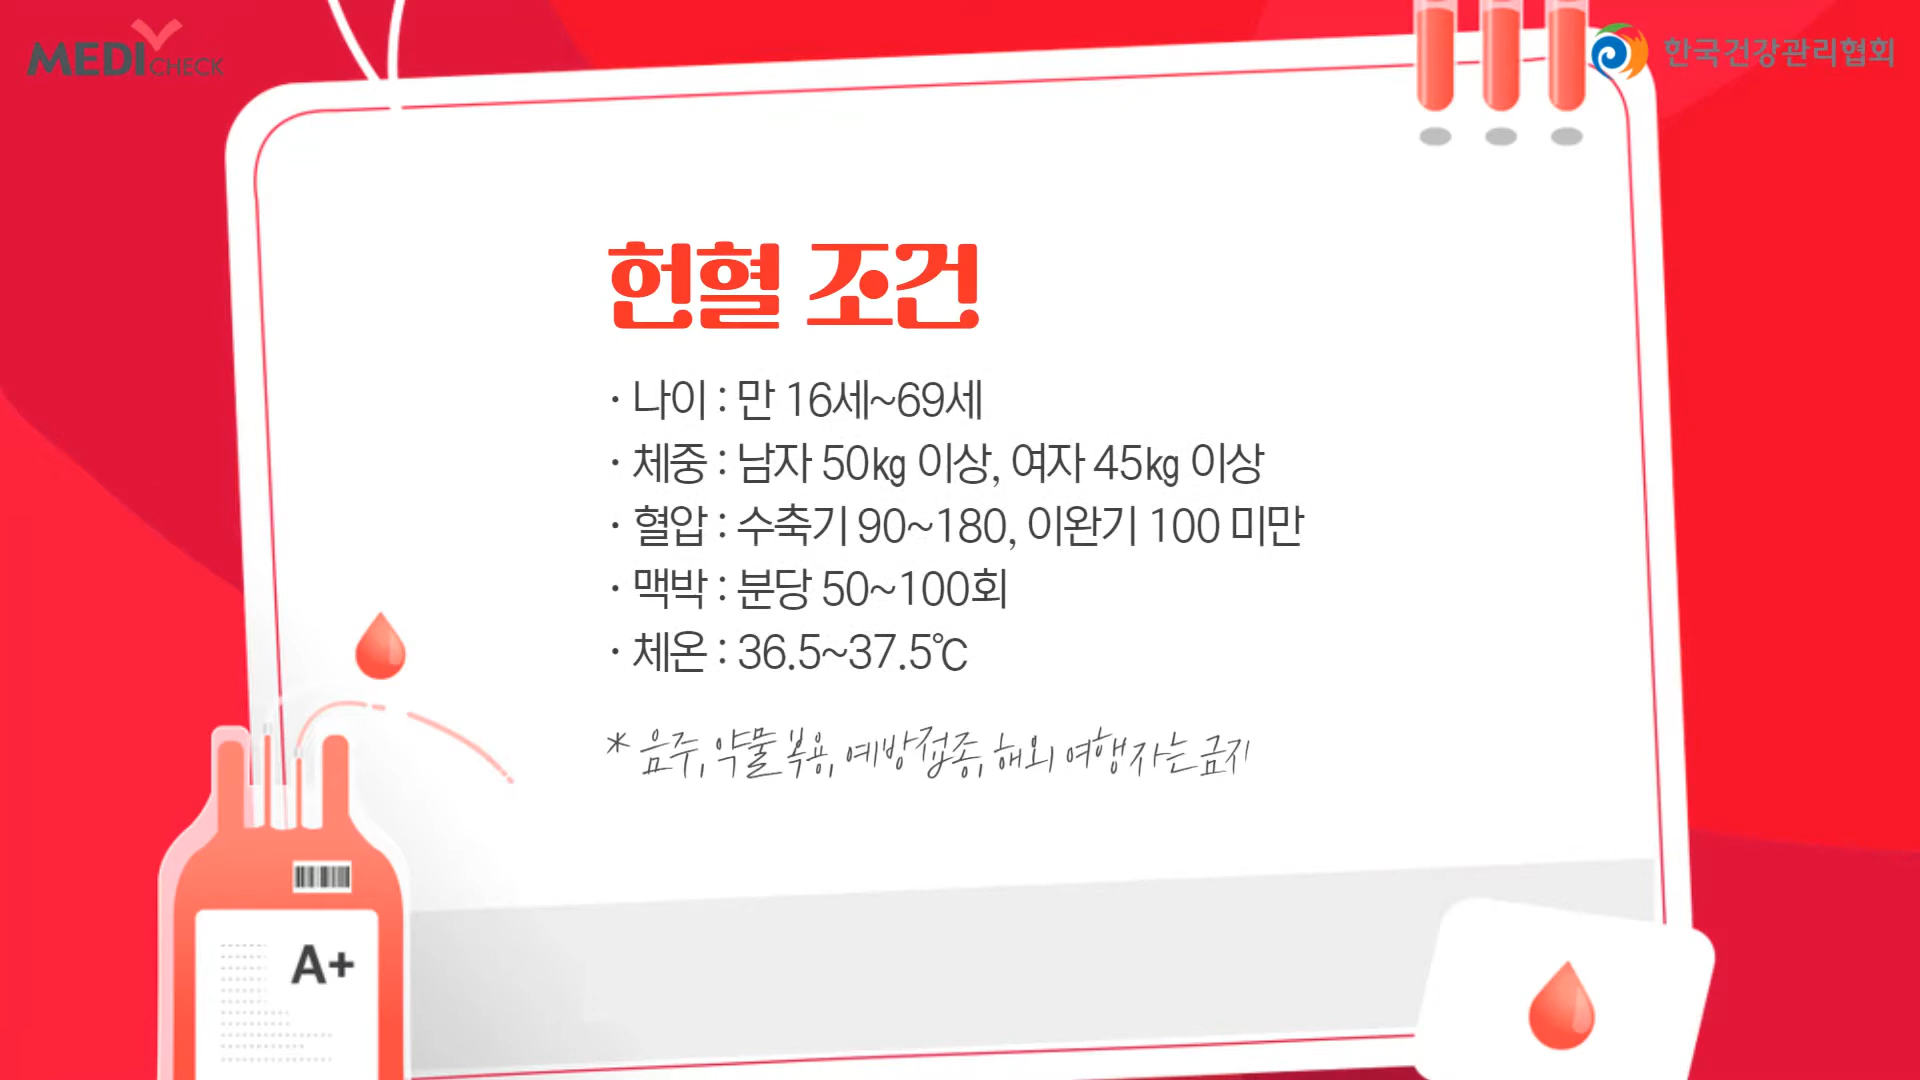 MEDI CHECK
한국건강관리협회
헌혈 조건
· 나이 : 만 16세~69세
· 체중 : 남자 50㎏ 이상, 여자 45㎏ 이상
· 혈압 : 수축기 90~180, 이완기 100 미만
· 맥박 : 분당 50~100회
· 체온 : 36.5~37.5℃
* 음주, 약물 복용, 예방접종, 해외 여행자는 금지
A+